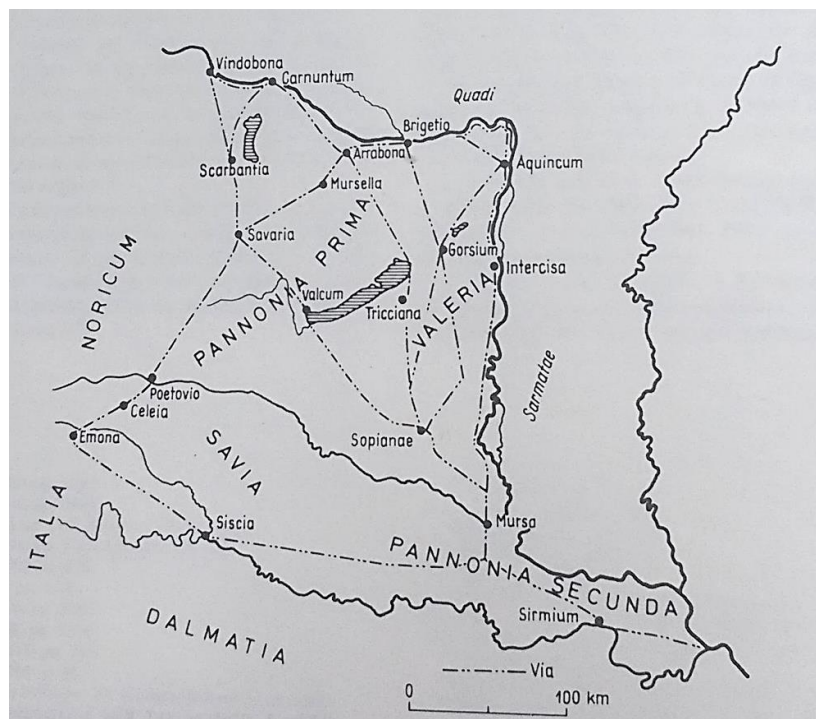 Vindobona
Carnuntum
Quadi
Brigetio
Arrabona
Aquincum
Scarbantia
Mursella
Savaria
Gorsium
Intercisa
NORICUM
PANNONIA PRIMA
Valcum
Tricciana
VALERIA
Sarmatae
Poetovio
Celeia
Emona
SAVIA
Sopianae
ITALIA
Siscia
Mursa
PANNONIA SECUNDA
Sirmium
DALMATIA
Via
0 100 km